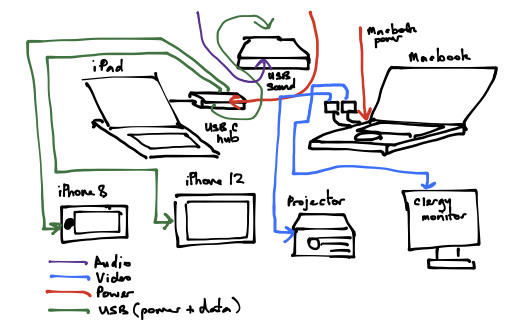 Macbook
power
iPad
USB
Sound
Macbook
USB C
hub
iPhone 8
iPhone 12
Projector
Clergy
monitor
Audio
Video
Power
USB (power + data)